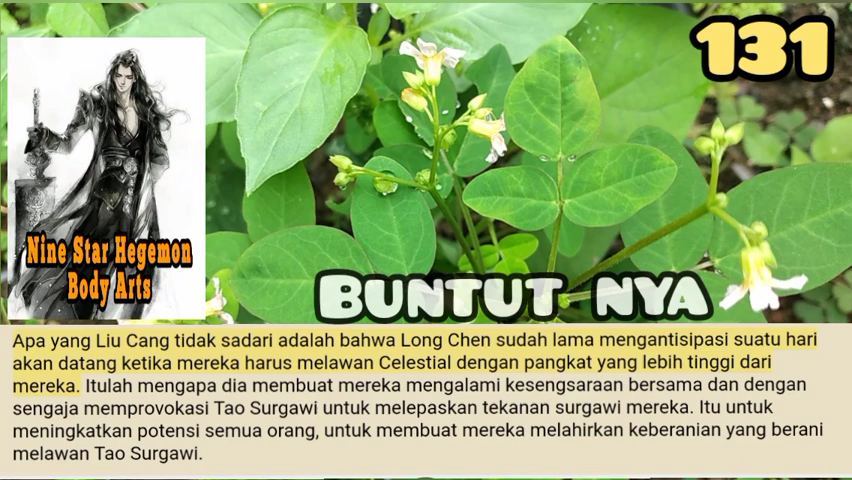 131
Nine Star Hegemon
Body Arts
BUNTUT NYA
Apa yang Liu Cang tidak sadari adalah bahwa Long Chen sudah lama mengantisipasi suatu hari
akan datang ketika mereka harus melawan Celestial dengan pangkat yang lebih tinggi dari
mereka. Itulah mengapa dia membuat mereka mengalami kesengsaraan bersama dan dengan
sengaja memprovokasi Tao Surgawi untuk melepaskan tekanan surgawi mereka. Itu untuk
meningkatkan potensi semua orang, untuk membuat mereka melahirkan keberanian yang berani
melawan Tao Surgawi.